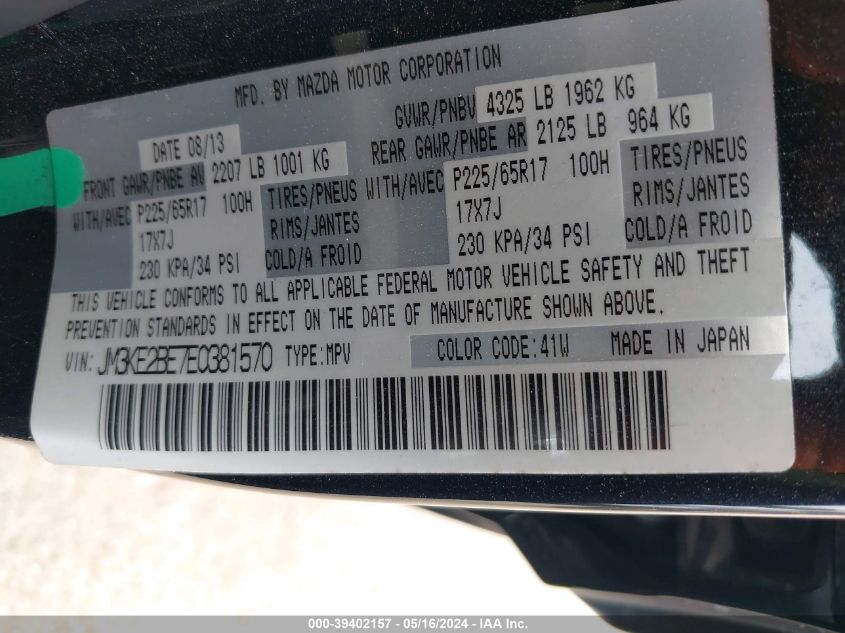 MFD. BY MAZDA MOTOR CORPORATION
DATE 08/13 GVWR/PNBV 4325 LB 1962 KG
FRONT GAWR/PNBE AV 2207 LB 1001 KG REAR GAWR/PNBE AR 2125 LB 964 KG
WITH/AVEC P225/65R17 100H TIRES/PNEUS WITH/AVEC P225/65R17 100H TIRES/PNEUS
17X7J RIMS/JANTES 17X7J RIMS/JANTES
230 KPA/34 PSI COLD/A FROID 230 KPA/34 PSI COLD/A FROID
THIS VEHICLE CONFORMS TO ALL APPLICABLE FEDERAL MOTOR VEHICLE SAFETY AND THEFT
PREVENTION STANDARDS IN EFFECT ON THE DATE OF MANUFACTURE SHOWN ABOVE.
VIN: JM3KE2BE7E0381570 TYPE:MPV COLOR CODE:41W MADE IN JAPAN
000-39402157 - 05/16/2024 - IAA Inc.